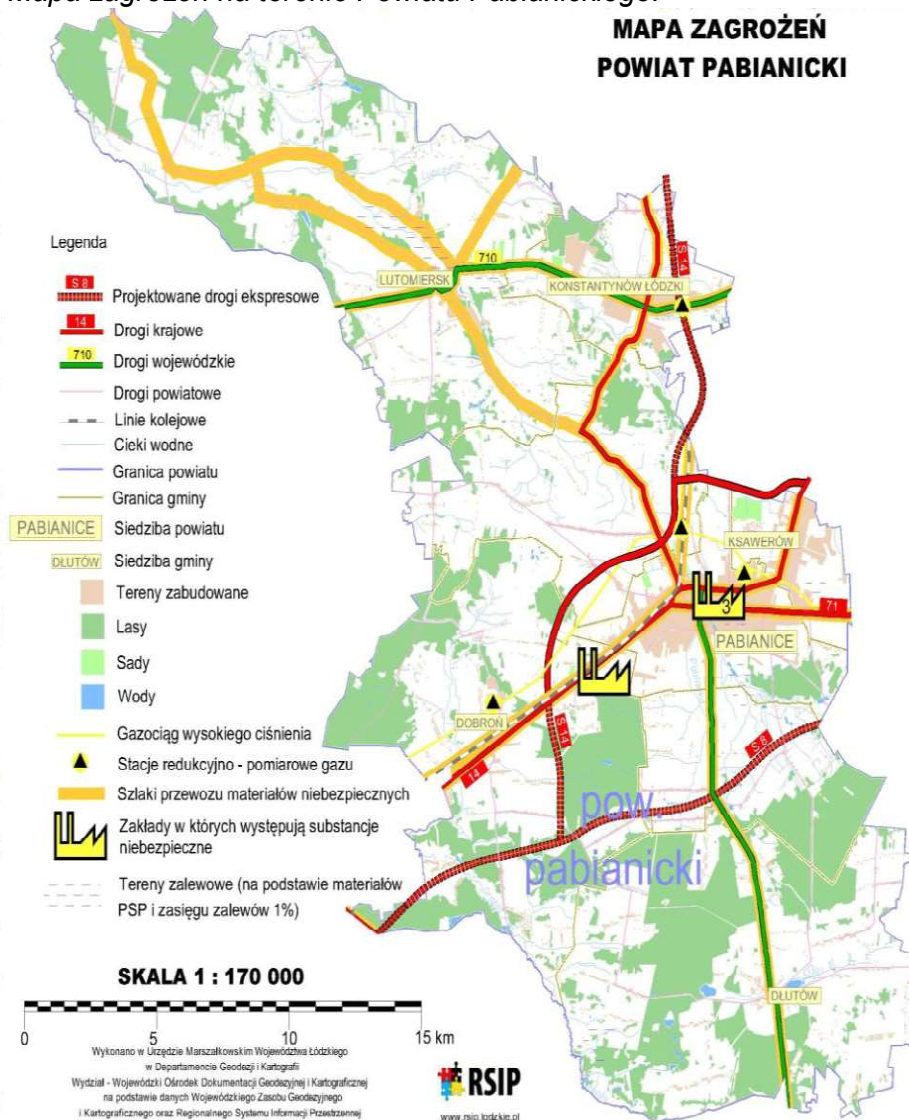 Mapa zagrożeń na terenie Powiatu Pabianickiego.
MAPA ZAGROŻEŃ
POWIAT PABIANICKI
Legenda
S 8
Projektowane drogi ekspresowe
14
Drogi krajowe
710
Drogi wojewódzkie
Drogi powiatowe
Linie kolejowe
Cieki wodne
Granica powiatu
Granica gminy
PABIANICE
Siedziba powiatu
DŁUTÓW
Siedziba gminy
Tereny zabudowane
Lasy
Sady
Wody
Gazociąg wysokiego ciśnienia
Stacje redukcyjno - pomiarowe gazu
Szlaki przewozu materiałów niebezpiecznych
Zakłady w których występują substancje
niebezpieczne
Tereny zalewowe (na podstawie materiałów
PSP i zasięgu zalewów 1%)
LUTOMIERSK
710
KONSTANTYNÓW ŁÓDZKI
S 14
KSAWERÓW
3
71
PABIANICE
DOBROŃ
14
S 14
S 8
pow.
pabianicki
DŁUTÓW
SKALA 1 : 170 000
0 5 10 15 km
Wykonano w Urzędzie Marszałkowskim Województwa Łódzkiego
w Departamencie Geodezji i Kartografii
Wydział - Wojewódzki Ośrodek Dokumentacji Geodezyjnej i Kartograficznej
na podstawie danych Wojewódzkiego Zasobu Geodezyjnego
i Kartograficznego oraz Regionalnego Systemu Informacji Przestrzennej
RSIP
www.rsip.lodzkie.pl